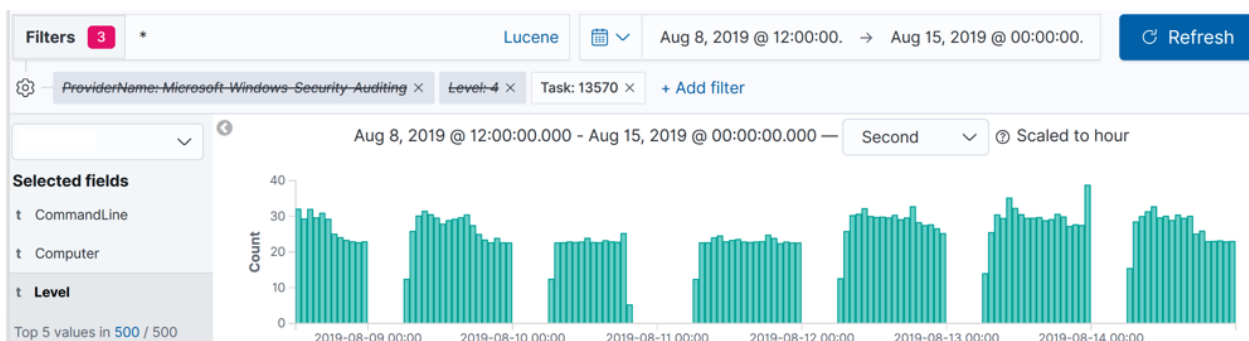 Filters 3 * Lucene Aug 8, 2019 @ 12:00:00. → Aug 15, 2019 @ 00:00:00. Refresh
ProviderName: Microsoft-Windows-Security-Auditing × Level: 4 × Task: 13570 × + Add filter
Aug 8, 2019 @ 12:00:00.000 - Aug 15, 2019 @ 00:00:00.000 — Second Scaled to hour
Selected fields
t CommandLine
t Computer
t Level
Top 5 values in 500 / 500
Count
40
30
20
10
0
2019-08-09 00:00 2019-08-10 00:00 2019-08-11 00:00 2019-08-12 00:00 2019-08-13 00:00 2019-08-14 00:00